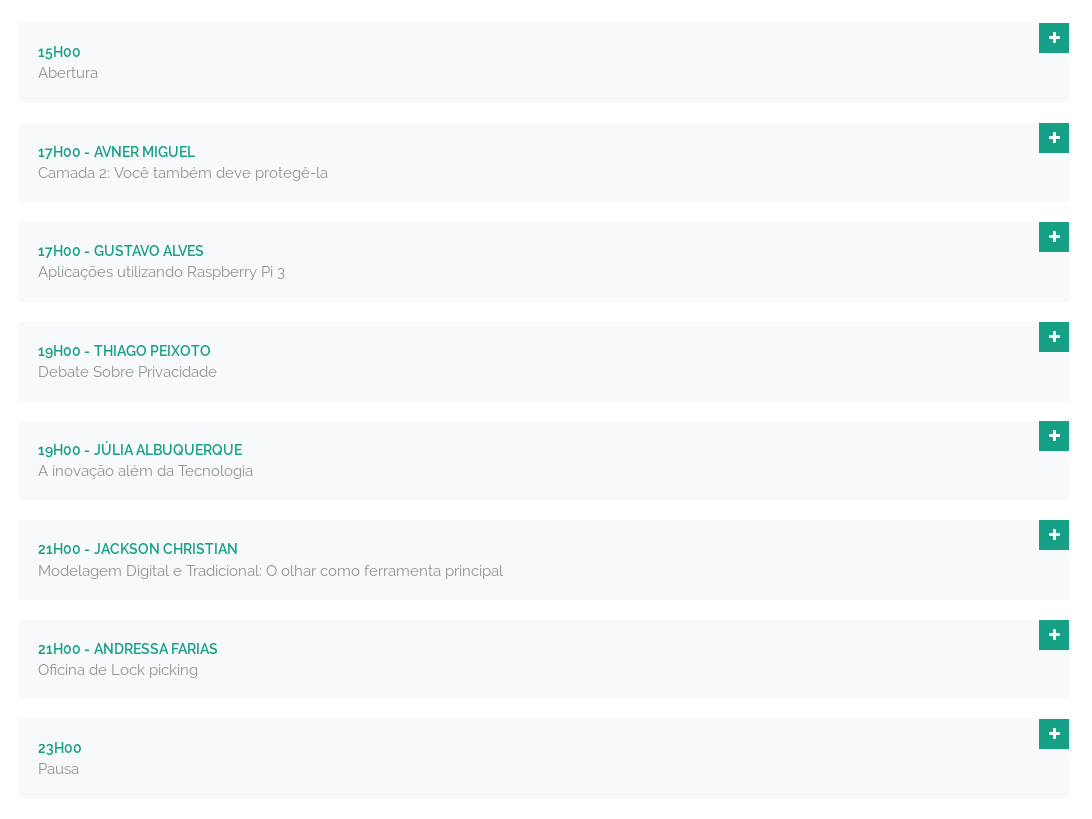 15H00
Abertura
17H00 - AVNER MIGUEL
Camada 2: Você também deve protegê-la
17H00 - GUSTAVO ALVES
Aplicações utilizando Raspberry Pi 3
19H00 - THIAGO PEIXOTO
Debate Sobre Privacidade
19H00 - JÚLIA ALBUQUERQUE
A inovação além da Tecnologia
21H00 - JACKSON CHRISTIAN
Modelagem Digital e Tradicional: O olhar como ferramenta principal
21H00 - ANDRESSA FARIAS
Oficina de Lock picking
23H00
Pausa